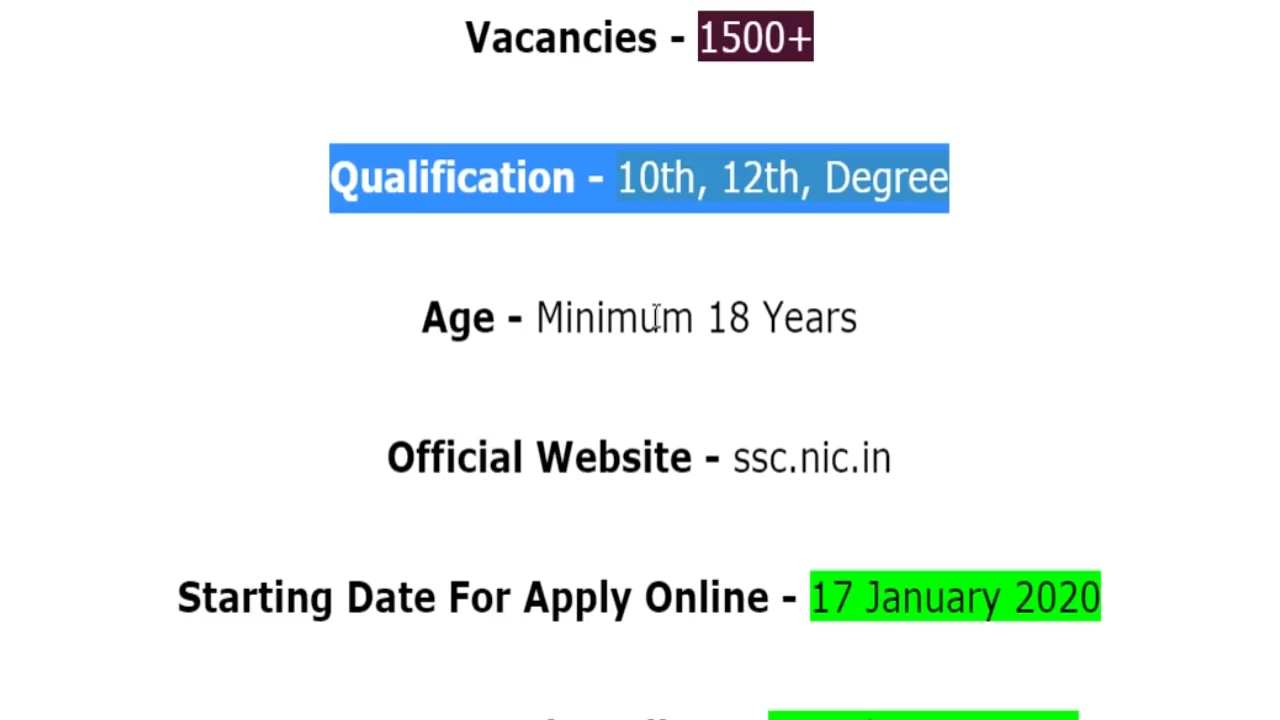 Vacancies - 1500+
Qualification - 10th, 12th, Degree
Age - Minimum 18 Years
Official Website - ssc.nic.in
Starting Date For Apply Online - 17 January 2020